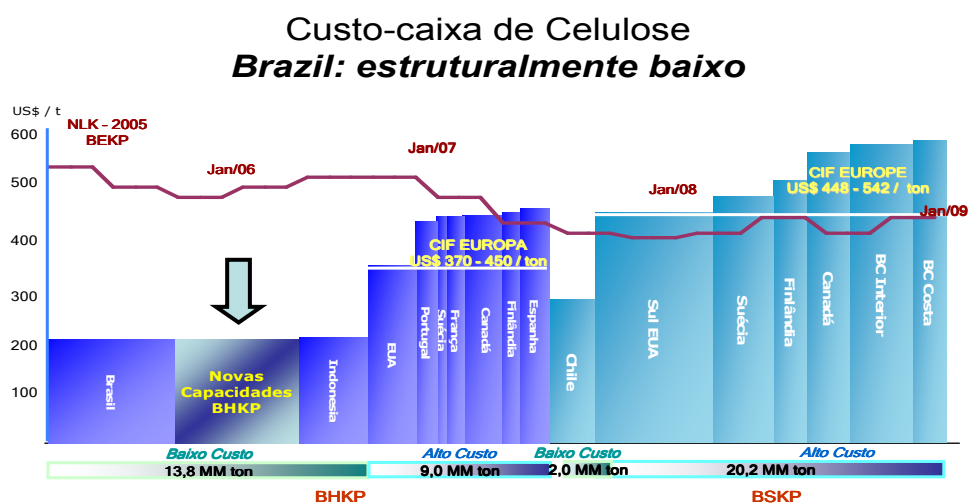 Custo-caixa de Celulose
Brazil: estruturalmente baixo
US$ / t
600
500
400
300
200
100
NLK - 2005
BEKP
Jan/06
Jan/07
Jan/08
Jan/09
CIF EUROPA
US$ 370 - 450 / ton
CIF EUROPE
US$ 448 - 542 / ton
Brasil
Novas
Capacidades
BHKP
Indonesia
EUA
Portugal
Suécia
França
Canadá
Finlândia
Espanha
Chile
Sul EUA
Suécia
Finlândia
Canadá
BC Interior
BC Costa
Baixo Custo
Alto Custo
Baixo Custo
Alto Custo
13,8 MM ton
9,0 MM ton
2,0 MM ton
20,2 MM ton
BHKP
BSKP